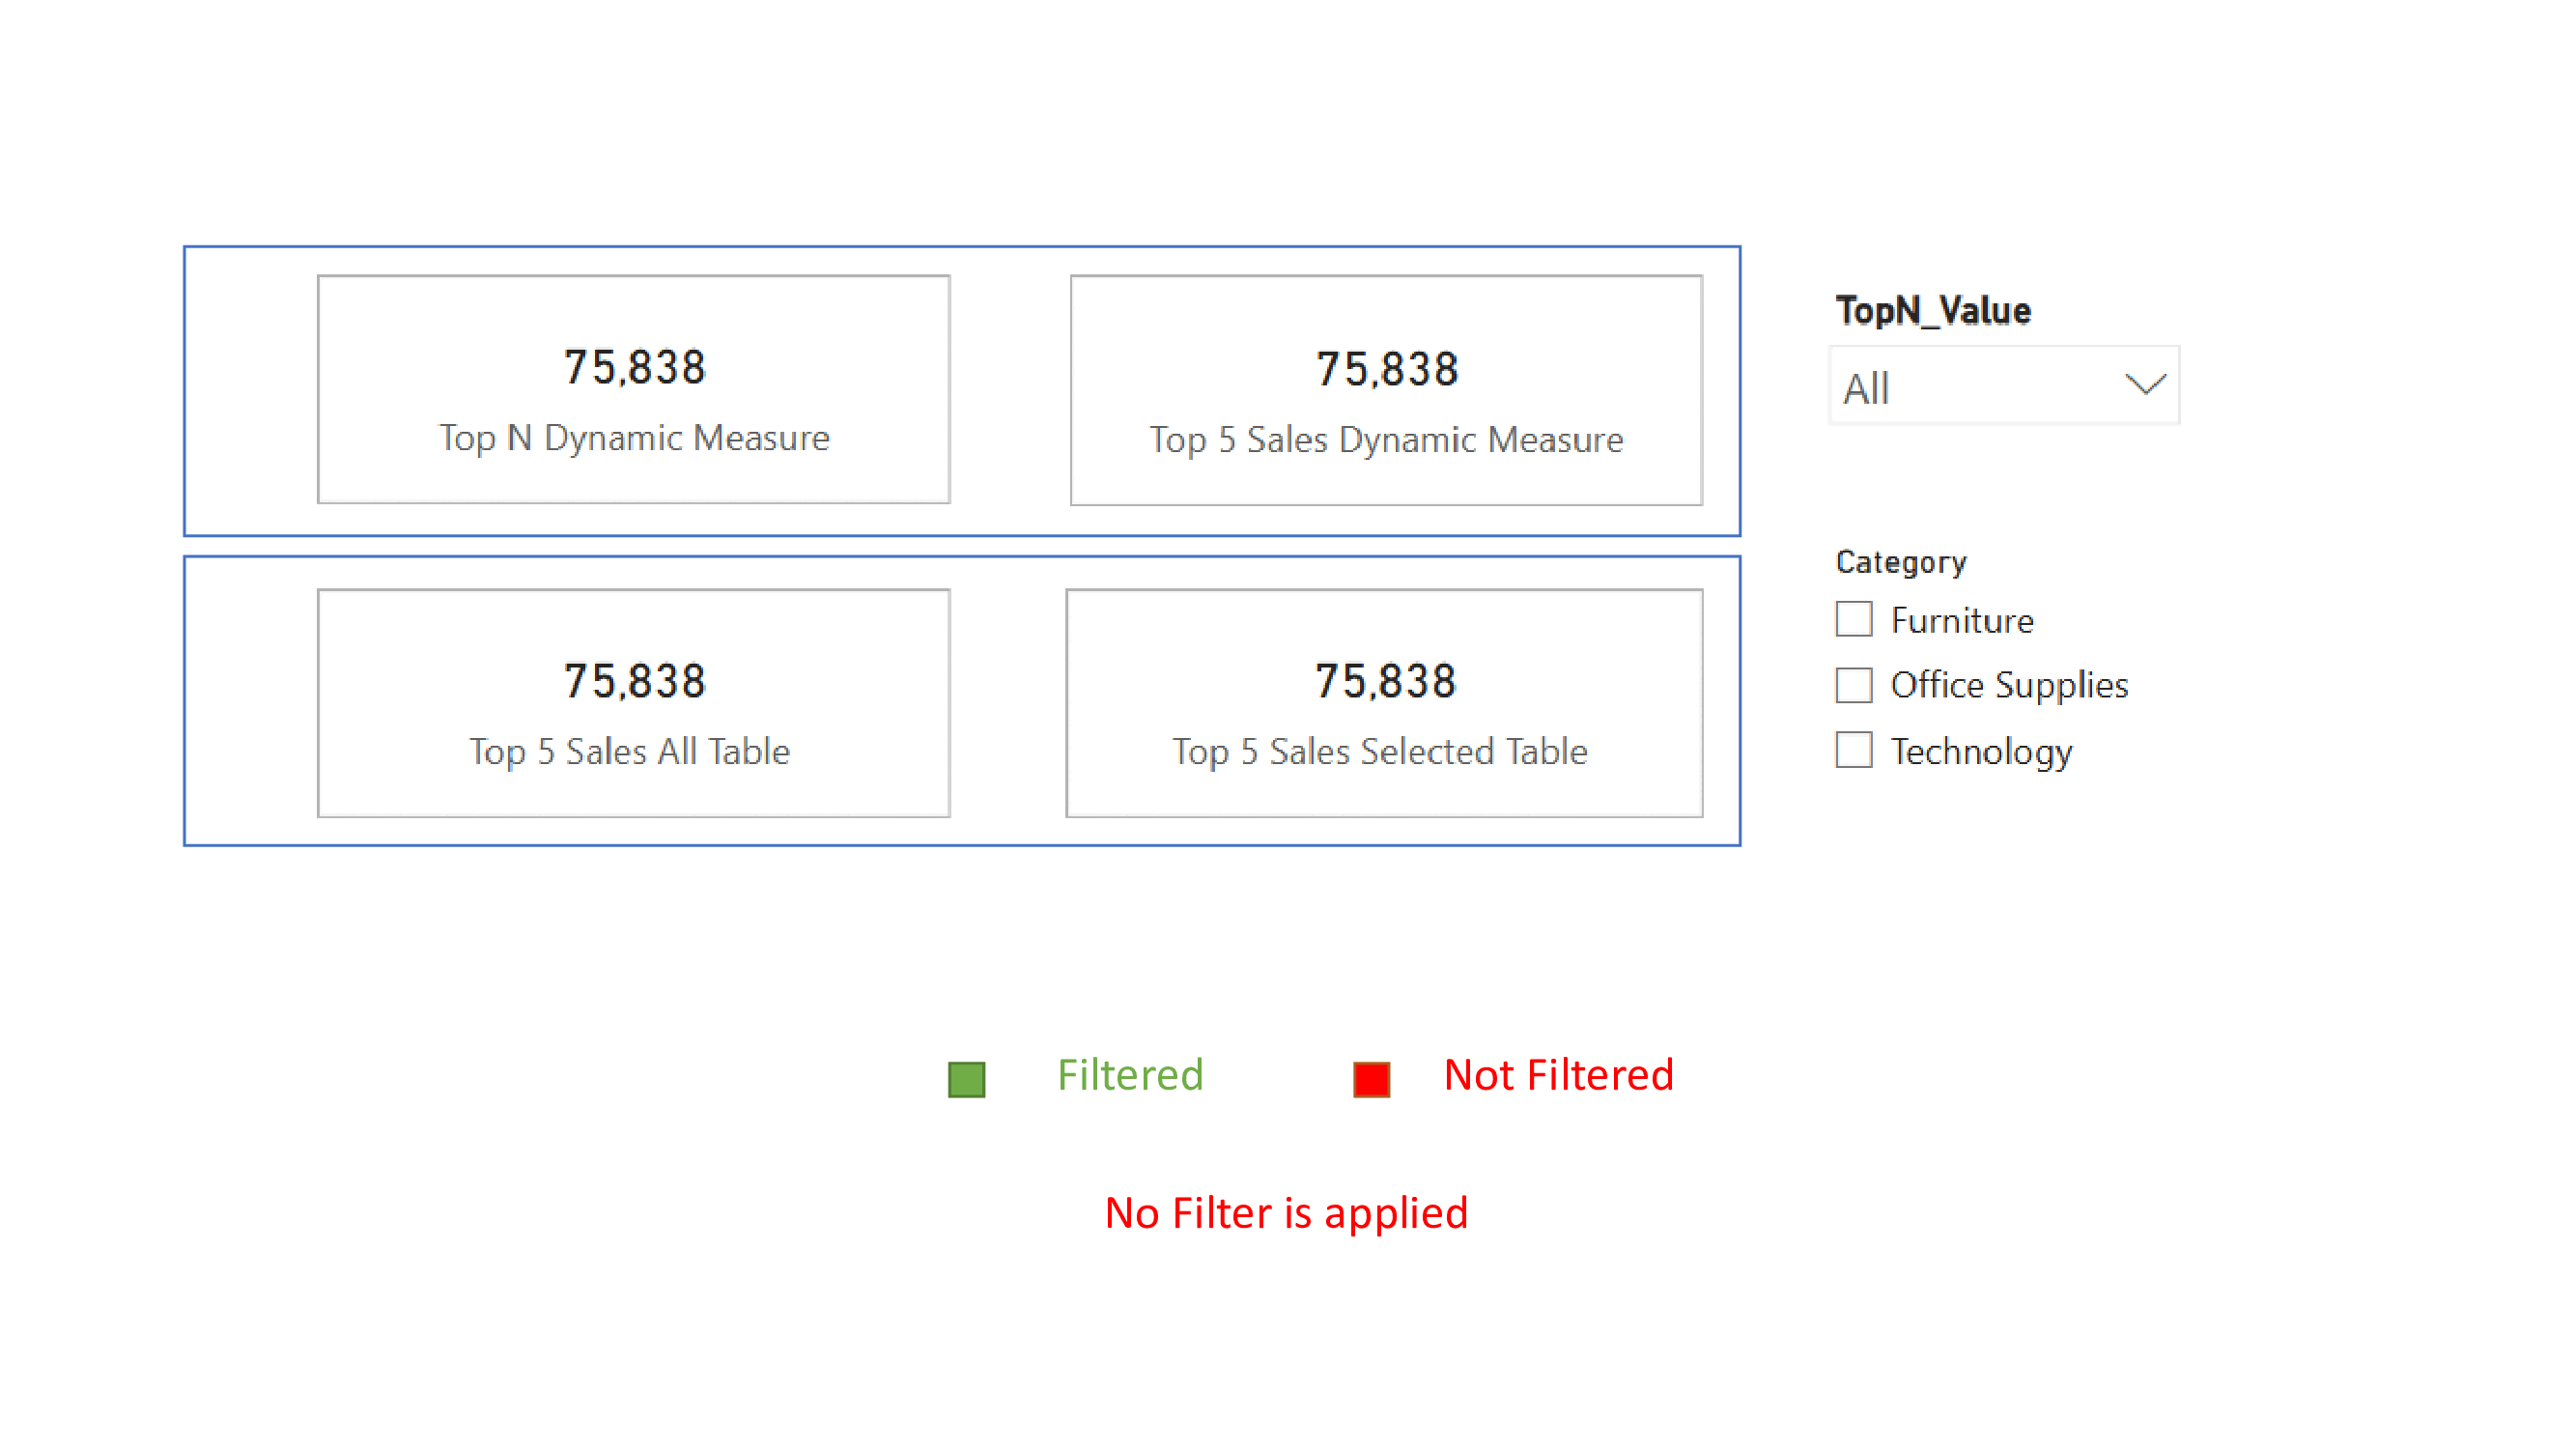 75,838
Top N Dynamic Measure
75,838
Top 5 Sales Dynamic Measure
TopN_Value
All
75,838
Top 5 Sales All Table
75,838
Top 5 Sales Selected Table
Category
Furniture
Office Supplies
Technology
Filtered
Not Filtered
No Filter is applied